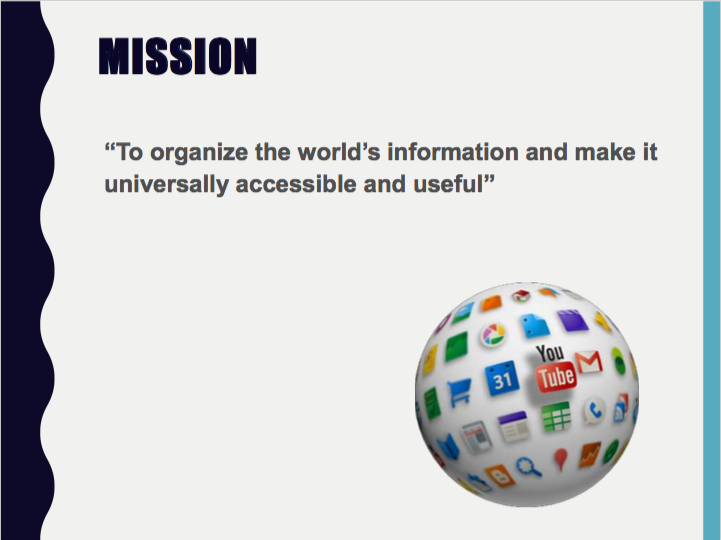 MISSION
“To organize the world’s information and make it
universally accessible and useful”
You
Tube
31